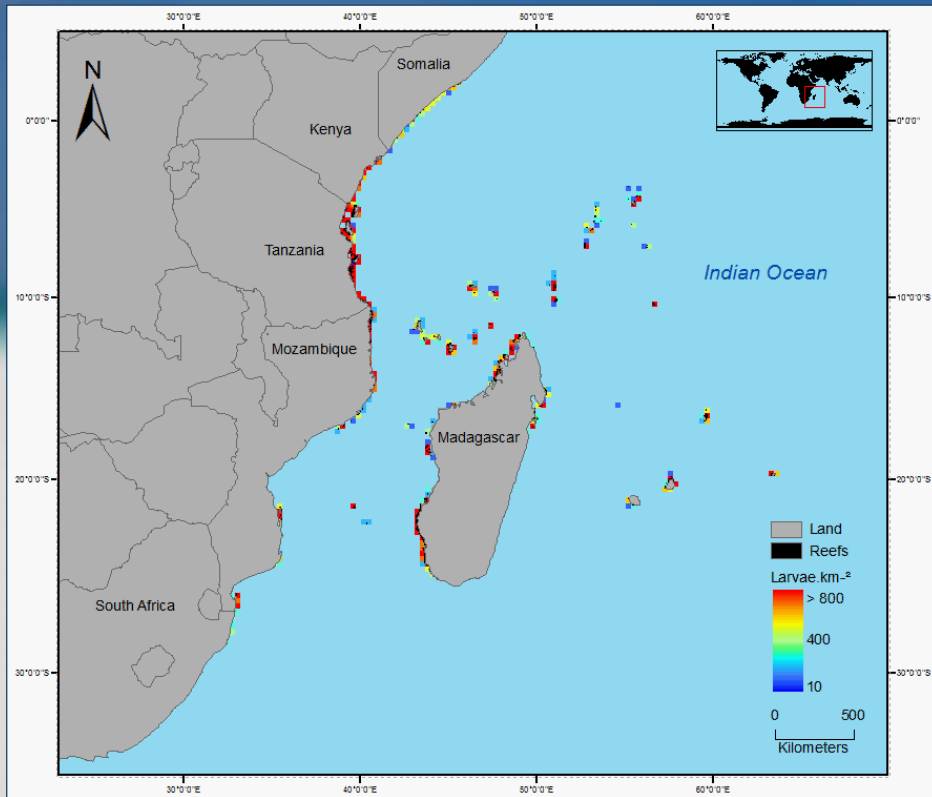 30°0'0"E 40°0'0"E 50°0'0"E 60°0'0"E
N
Somalia
Kenya
0°0'0" 0°0'0"
Tanzania
Indian Ocean
10°0'0"S 10°0'0"S
Mozambique
Madagascar
20°0'0"S 20°0'0"S
Land
Reefs
Larvae.km-²
> 800
400
10
South Africa
30°0'0"S 30°0'0"S
0 500
Kilometers
30°0'0"E 40°0'0"E 50°0'0"E 60°0'0"E